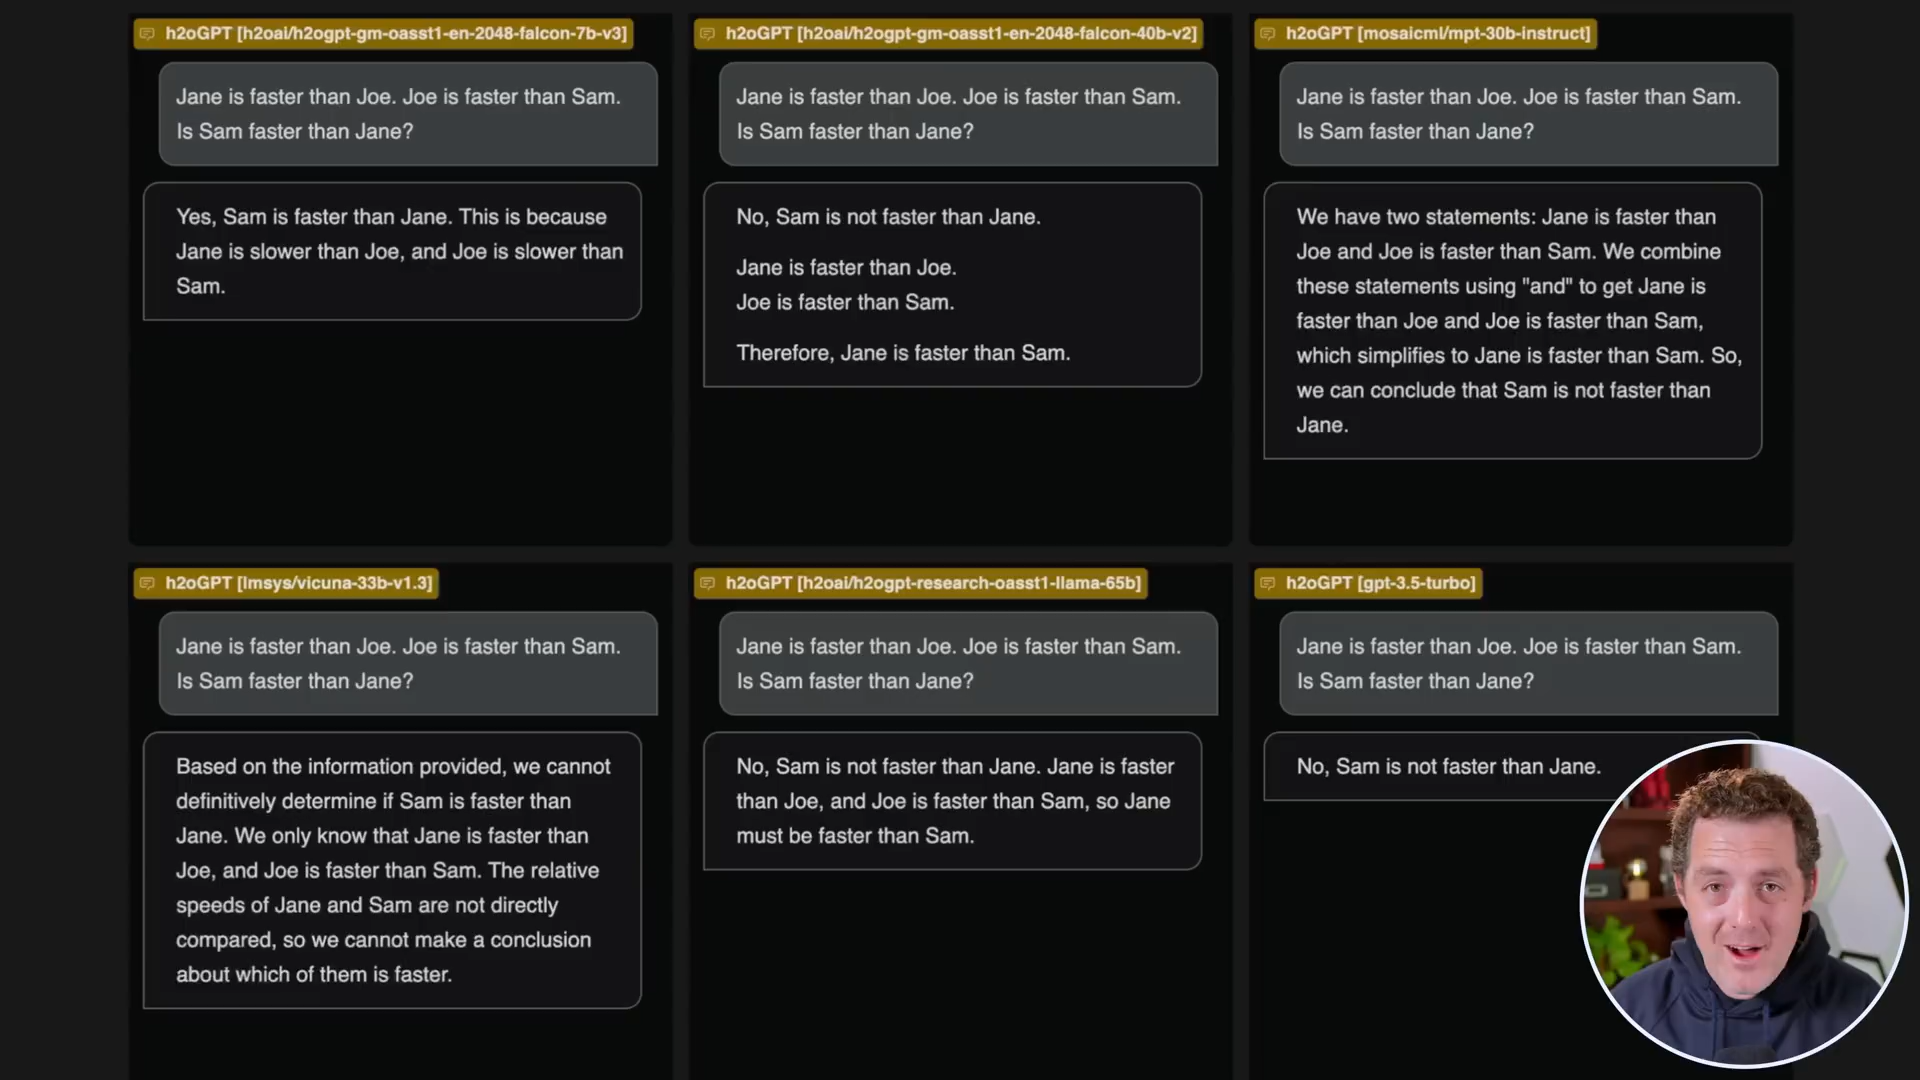 h2oGPT [h2oai/h2ogpt-gm-oasst1-en-2048-falcon-7b-v3]
Jane is faster than Joe. Joe is faster than Sam.
Is Sam faster than Jane?
Yes, Sam is faster than Jane. This is because
Jane is slower than Joe, and Joe is slower than
Sam.
h2oGPT [h2oai/h2ogpt-gm-oasst1-en-2048-falcon-40b-v2]
Jane is faster than Joe. Joe is faster than Sam.
Is Sam faster than Jane?
No, Sam is not faster than Jane.
Jane is faster than Joe.
Joe is faster than Sam.
Therefore, Jane is faster than Sam.
h2oGPT [mosaicml/mpt-30b-instruct]
Jane is faster than Joe. Joe is faster than Sam.
Is Sam faster than Jane?
We have two statements: Jane is faster than
Joe and Joe is faster than Sam. We combine
these statements using "and" to get Jane is
faster than Joe and Joe is faster than Sam,
which simplifies to Jane is faster than Sam. So,
we can conclude that Sam is not faster than
Jane.
h2oGPT [lmsys/vicuna-33b-v1.3]
Jane is faster than Joe. Joe is faster than Sam.
Is Sam faster than Jane?
Based on the information provided, we cannot
definitively determine if Sam is faster than
Jane. We only know that Jane is faster than
Joe, and Joe is faster than Sam. The relative
speeds of Jane and Sam are not directly
compared, so we cannot make a conclusion
about which of them is faster.
h2oGPT [h2oai/h2ogpt-research-oasst1-llama-65b]
Jane is faster than Joe. Joe is faster than Sam.
Is Sam faster than Jane?
No, Sam is not faster than Jane. Jane is faster
than Joe, and Joe is faster than Sam, so Jane
must be faster than Sam.
h2oGPT [gpt-3.5-turbo]
Jane is faster than Joe. Joe is faster than Sam.
Is Sam faster than Jane?
No, Sam is not faster than Jane.